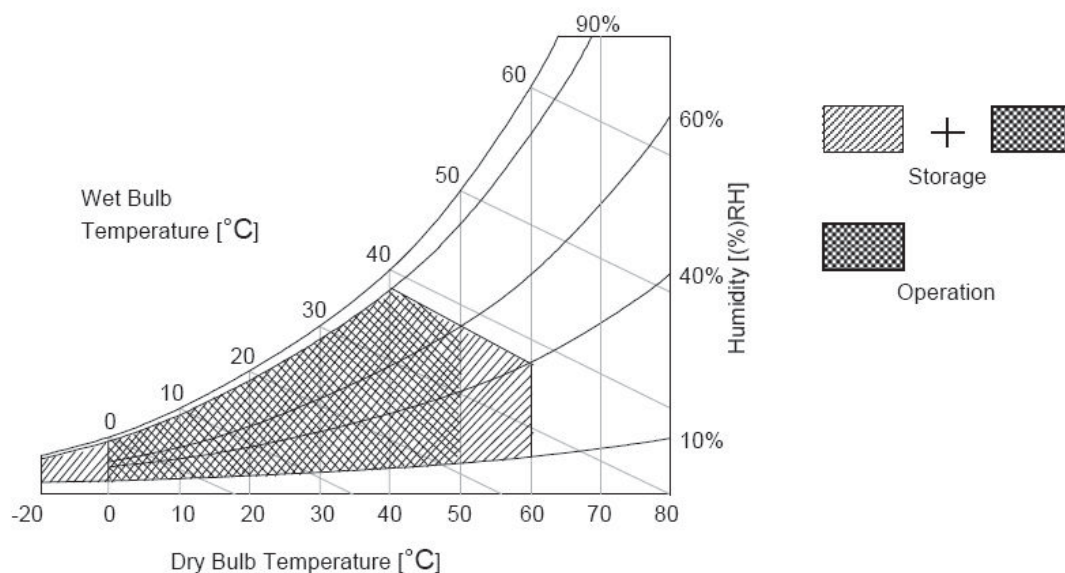 90%
60
60%
50
Wet Bulb
Temperature [°C]
40
40%
30
20
10
0
10%
Humidity [(%)RH]
-20 0 10 20 30 40 50 60 70 80
Dry Bulb Temperature [°C]
+
Storage
Operation